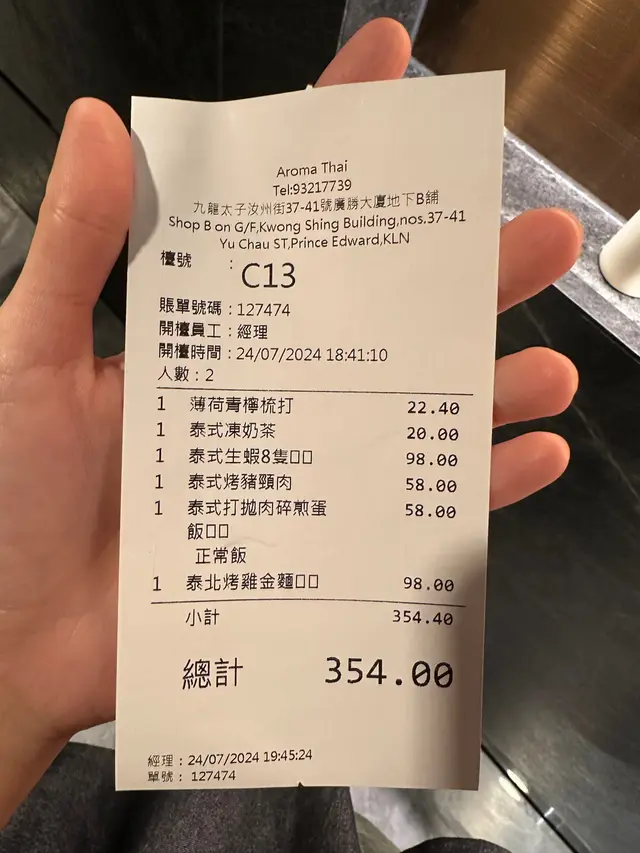 Aroma Thai
Tel:93217739
九龍太子汝州街37-41號廣勝大廈地下B舖
Shop B on G/F,Kwong Shing Building,nos.37-41
Yu Chau ST,Prince Edward,KLN
檯號 : C13
賬單號碼：127474
開檯員工：經理
開檯時間：24/07/2024 18:41:10
人數：2
1 薄荷青檸梳打 22.40
1 泰式凍奶茶 20.00
1 泰式生蝦8隻□□ 98.00
1 泰式烤豬頸肉 58.00
1 泰式打拋肉碎煎蛋 58.00
飯□□
正常飯
1 泰北烤雞金麵□□ 98.00
小計 354.40
總計 354.00
經理：24/07/2024 19:45:24
單號：127474